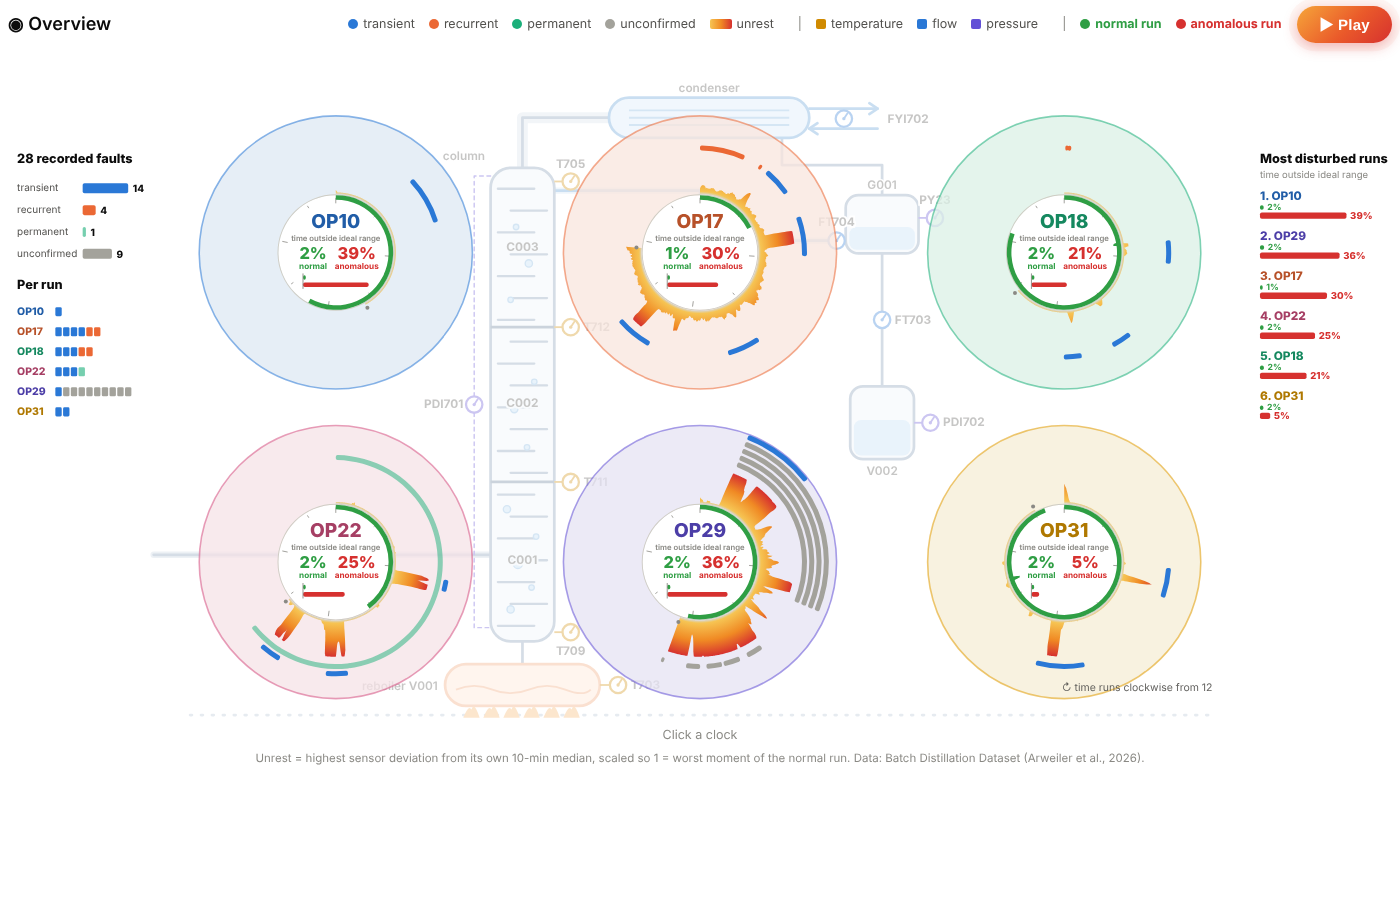 ◉ Overview
transient recurrent permanent unconfirmed unrest | temperature flow pressure | normal run anomalous run ▶ Play
condenser
FYI702
column
T705
G001
PY23
FT704
C003
T712
FT703
PDI701
C002
PDI702
V002
T711
C001
T709
reboiler V001
T703
28 recorded faults
transient 14
recurrent 4
permanent 1
unconfirmed 9
Per run
OP10
OP17
OP18
OP22
OP29
OP31
OP10
time outside ideal range
2% 39%
normal anomalous
OP17
time outside ideal range
1% 30%
normal anomalous
OP18
time outside ideal range
2% 21%
normal anomalous
OP22
time outside ideal range
2% 25%
normal anomalous
OP29
time outside ideal range
2% 36%
normal anomalous
OP31
time outside ideal range
2% 5%
normal anomalous
Most disturbed runs
time outside ideal range
1. OP10
2%
39%
2. OP29
2%
36%
3. OP17
1%
30%
4. OP22
2%
25%
5. OP18
2%
21%
6. OP31
2%
5%
↻ time runs clockwise from 12
Click a clock
Unrest = highest sensor deviation from its own 10-min median, scaled so 1 = worst moment of the normal run. Data: Batch Distillation Dataset (Arweiler et al., 2026).